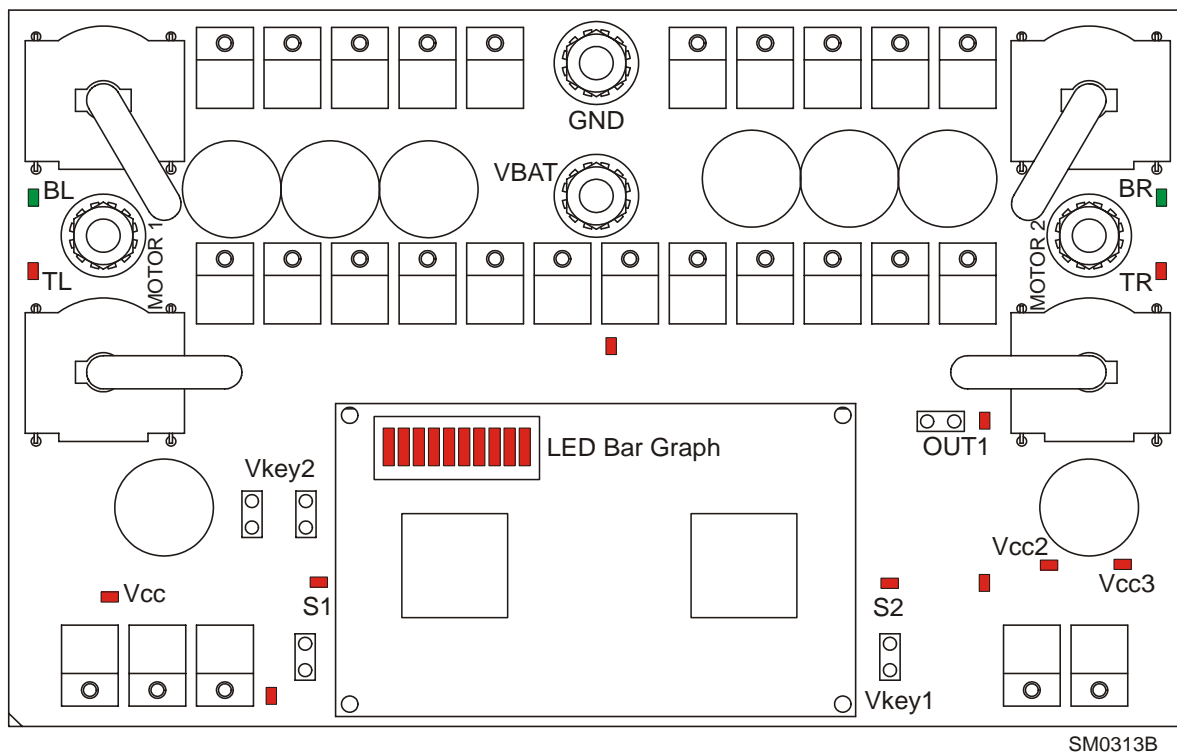 GND
VBAT
BL
BR
MOTOR 1
MOTOR 2
TL
TR
LED Bar Graph
OUT1
Vkey2
Vcc2
Vcc3
Vcc
S1
S2
Vkey1
SM0313B